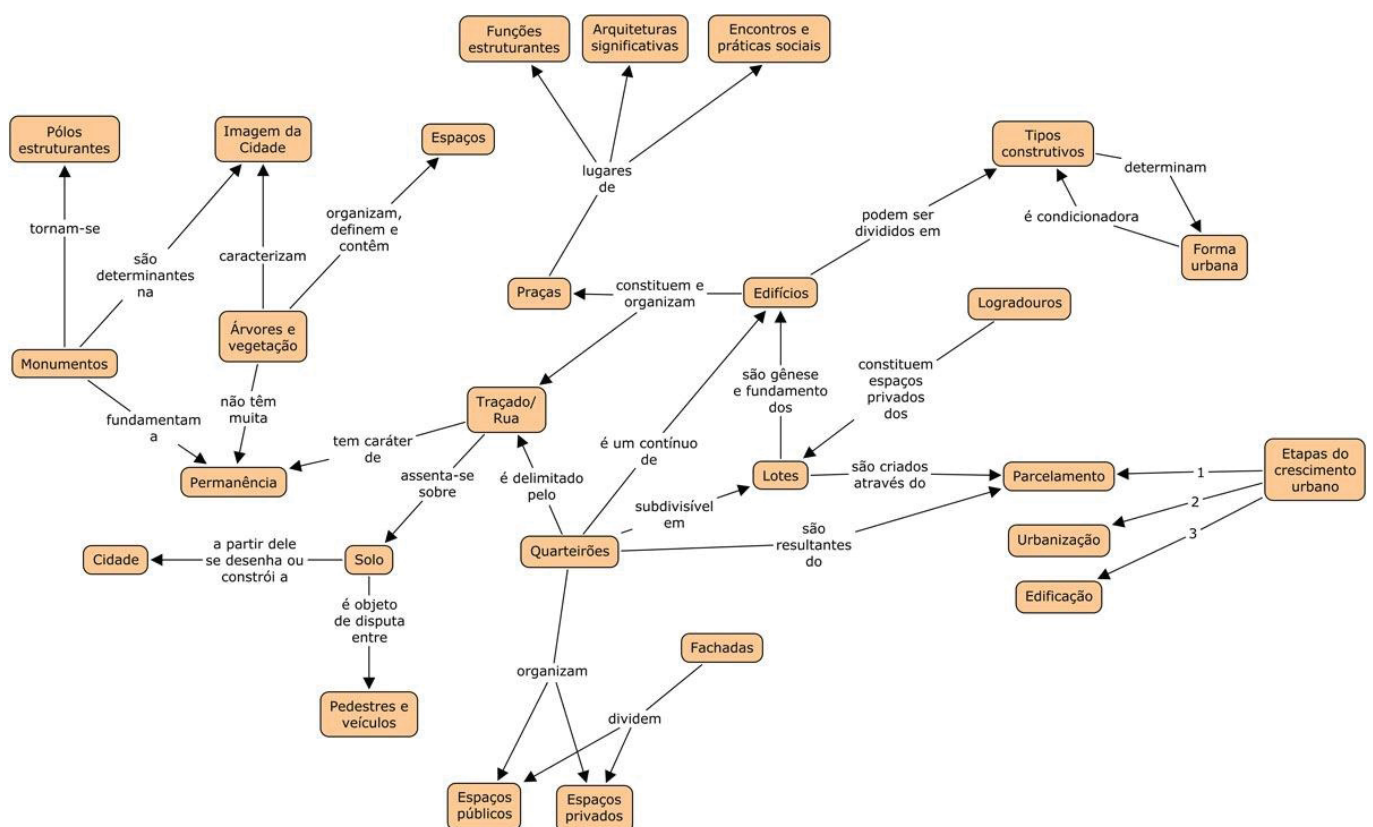 Funções
estruturantes
Arquiteturas
significativas
Encontros e
práticas sociais
Pólos
estruturantes
Imagem da
Cidade
Espaços
Tipos
construtivos
determinam
lugares
de
organizam,
definem e
contêm
podem ser
divididos em
é condicionadora
tornam-se
são
determinantes
na
caracterizam
Forma
urbana
Praças
constituem e
organizam
Edifícios
Logradouros
Árvores e
vegetação
Monumentos
são gênese
e fundamento
dos
constituem
espaços
privados
dos
não têm
muita
fundamentam
a
Traçado/
Rua
tem caráter
de
é um contínuo
de
Permanência
assenta-se
sobre
é delimitado
pelo
Lotes
são criados
através do
Parcelamento
1
Etapas do
crescimento
urbano
2
subdivisível
em
3
Urbanização
são
resultantes
do
Quarteirões
Cidade
a partir dele
se desenha ou
constrói a
Solo
Edificação
é objeto
de disputa
entre
Fachadas
organizam
Pedestres e
veículos
dividem
Espaços
públicos
Espaços
privados